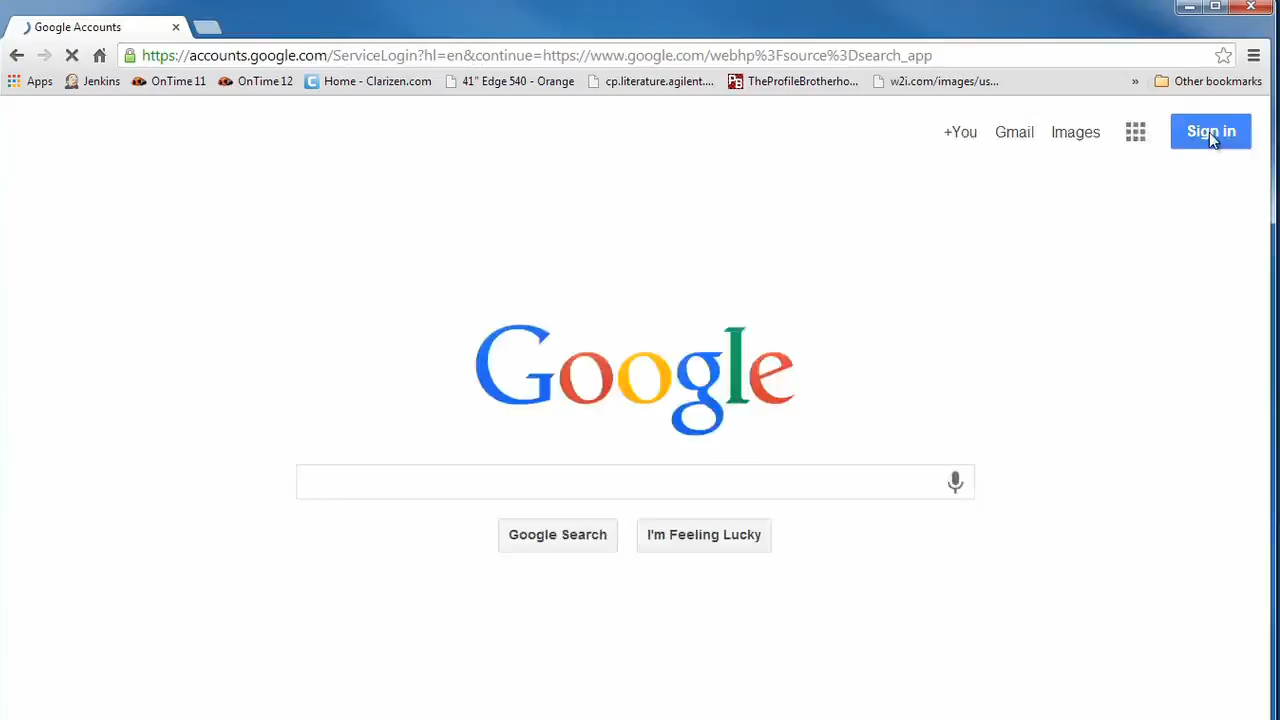 Google Accounts
https://accounts.google.com/ServiceLogin?hl=en&continue=https://www.google.com/webhp%3Fsource%3Dsearch_app
Apps Jenkins OnTime 11 OnTime 12 Home - Clarizen.com 41" Edge 540 - Orange cp.literature.agilent.... TheProfileBrotherho... w2i.com/images/us... » Other bookmarks
+You Gmail Images Sign in
Google
Google Search I'm Feeling Lucky